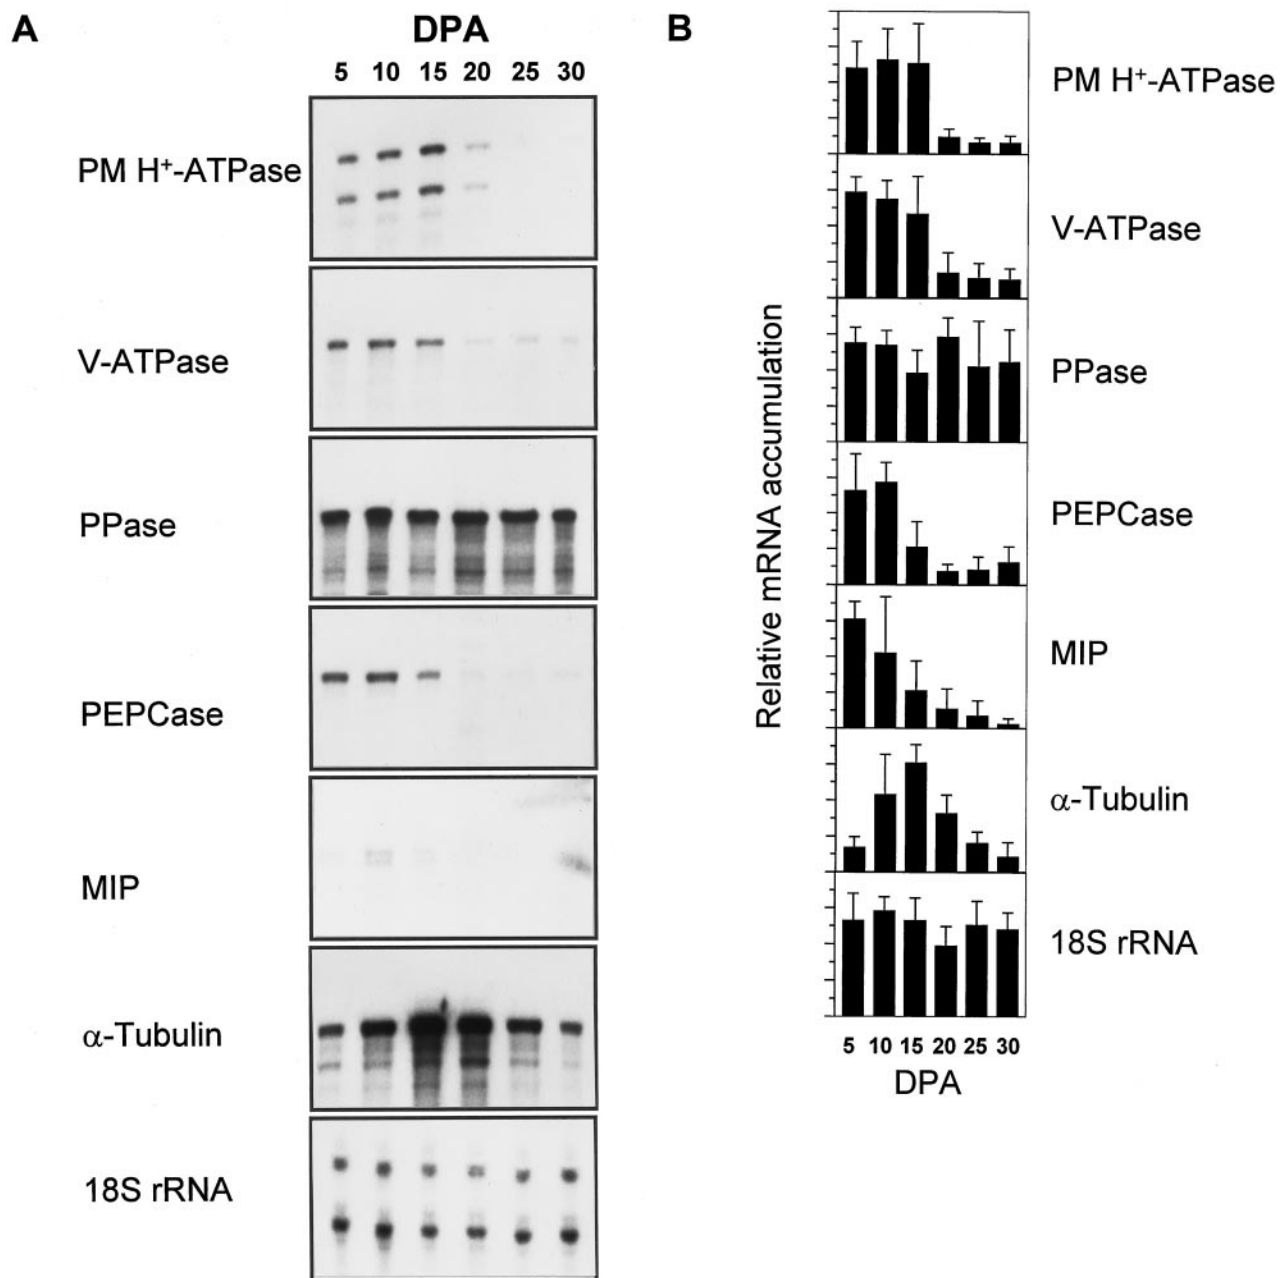 A
DPA
5 10 15 20 25 30
PM H⁺-ATPase
V-ATPase
PPase
PEPCase
MIP
α-Tubulin
18S rRNA
B
Relative mRNA accumulation
PM H⁺-ATPase
V-ATPase
PPase
PEPCase
MIP
α-Tubulin
18S rRNA
5 10 15 20 25 30
DPA